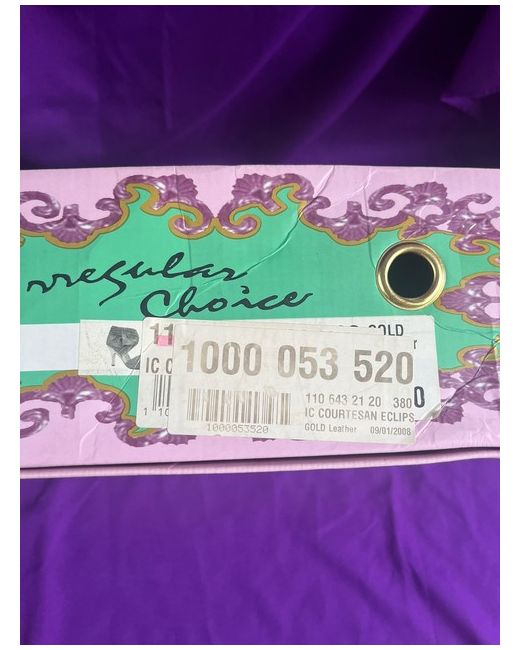 rregular
Choice
11
GOLD
IC C
1000 053 520
110 643 21 20 380
IC COURTESAN ECLIPS
GOLD Leather 09/01/2008
1000053520